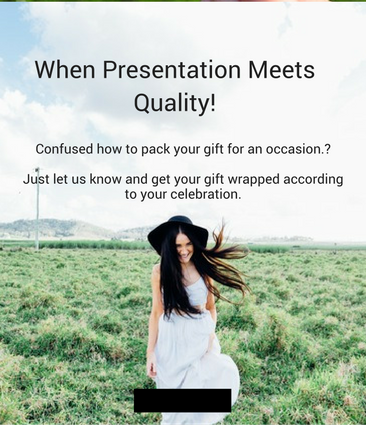 When Presentation Meets
Quality!
Confused how to pack your gift for an occasion.?
Just let us know and get your gift wrapped according
to your celebration.